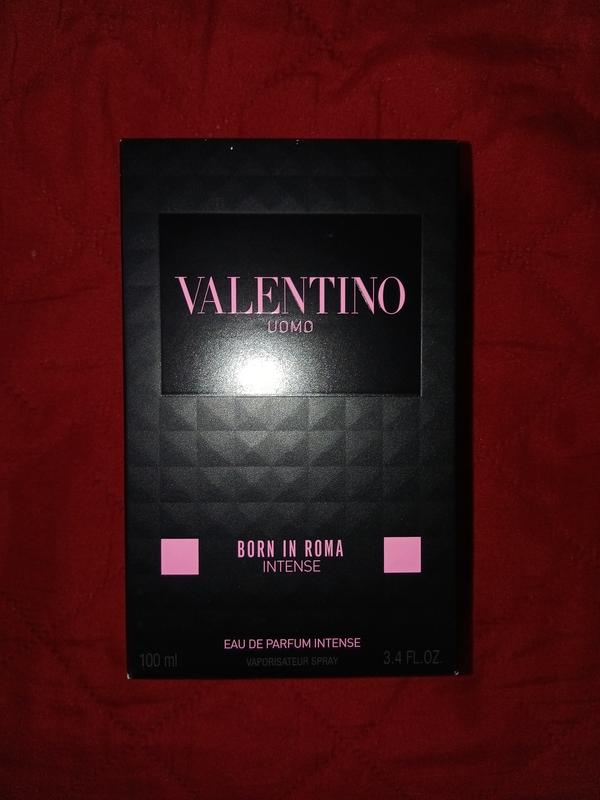 VALENTINO
UOMO
BORN IN ROMA
INTENSE
EAU DE PARFUM INTENSE
100 ml VAPORISATEUR SPRAY 3.4 FL.OZ.